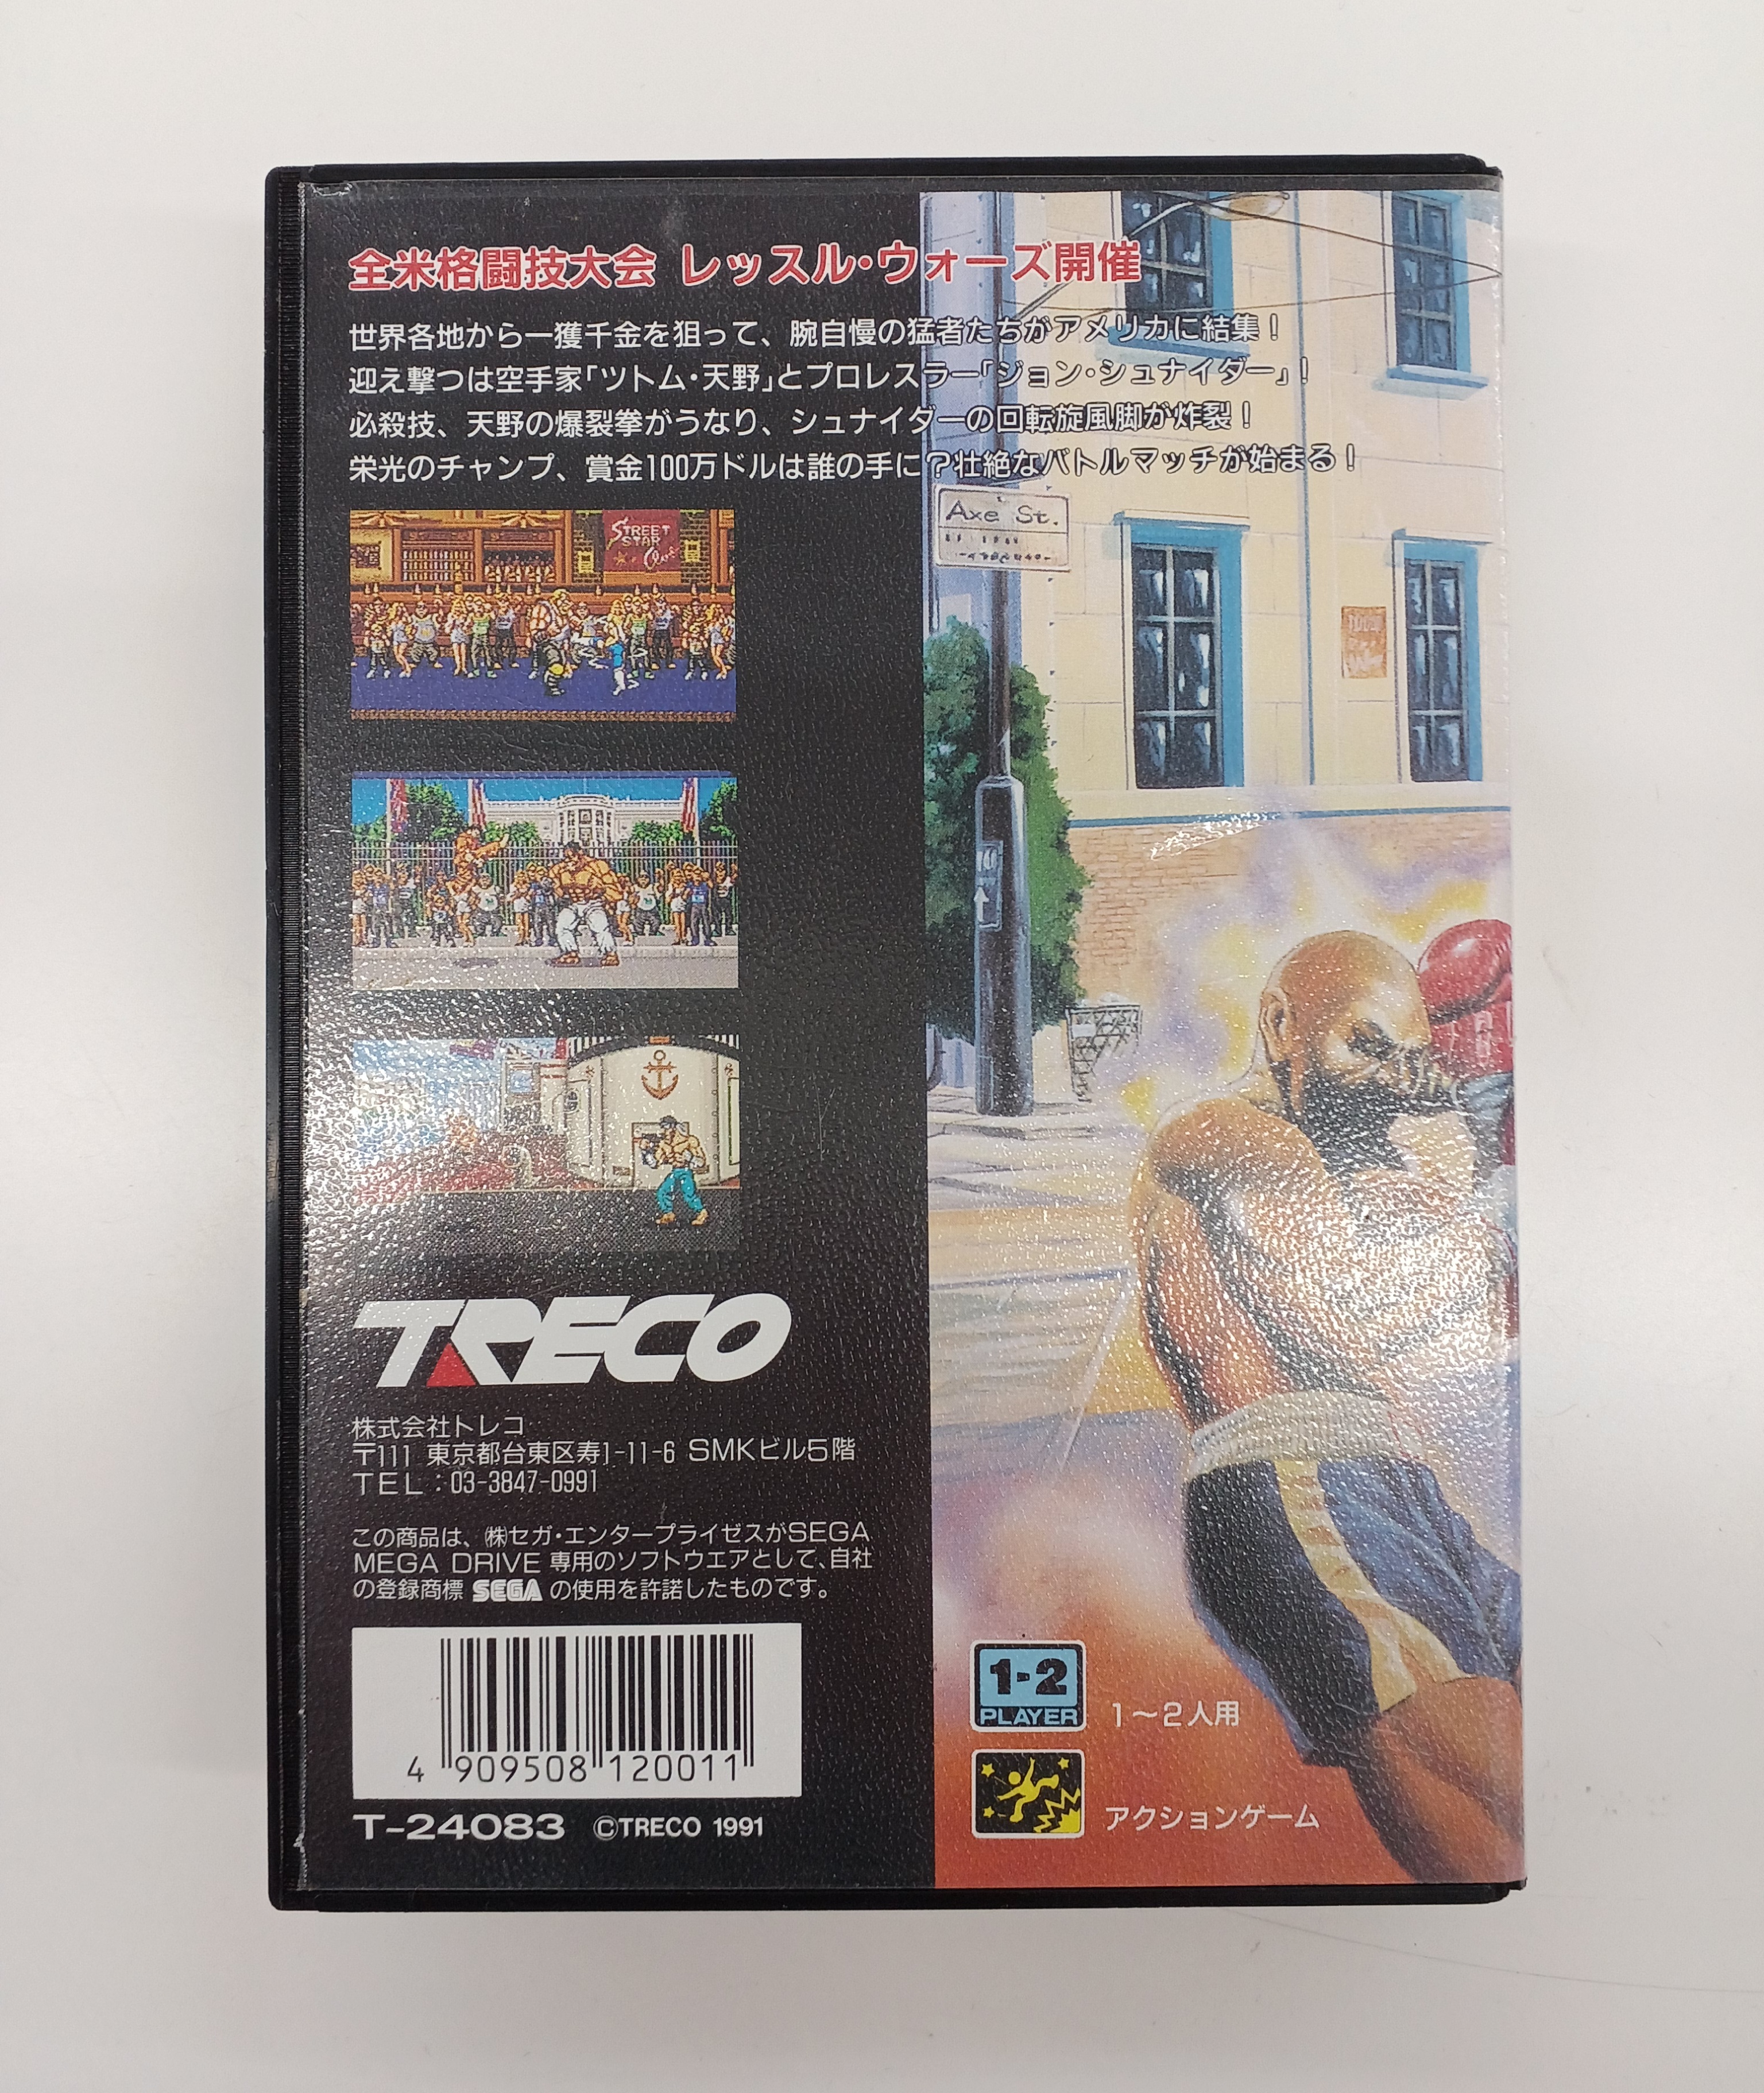 全米格闘技大会 レッスル・ウォーズ開催
世界各地から一獲千金を狙って、腕自慢の猛者たちがアメリカに結集！
迎え撃つは空手家「ツトム・天野」とプロレスラー「ジョン・シュナイダー」！
必殺技、天野の爆裂拳がうなり、シュナイダーの回転旋風脚が炸裂！
栄光のチャンプ、賞金100万ドルは誰の手に？壮絶なバトルマッチが始まる！
Axe St.
STREET
STAR
TRECO
株式会社トレコ
〒111 東京都台東区寿1-11-6 SMKビル5階
TEL：03-3847-0991
この商品は、㈱セガ・エンタープライゼスがSEGA
MEGA DRIVE 専用のソフトウエアとして、自社
の登録商標 SEGA の使用を許諾したものです。
4 909508 120011
T-24083 ©TRECO 1991
1-2
PLAYER
1～2人用
アクションゲーム